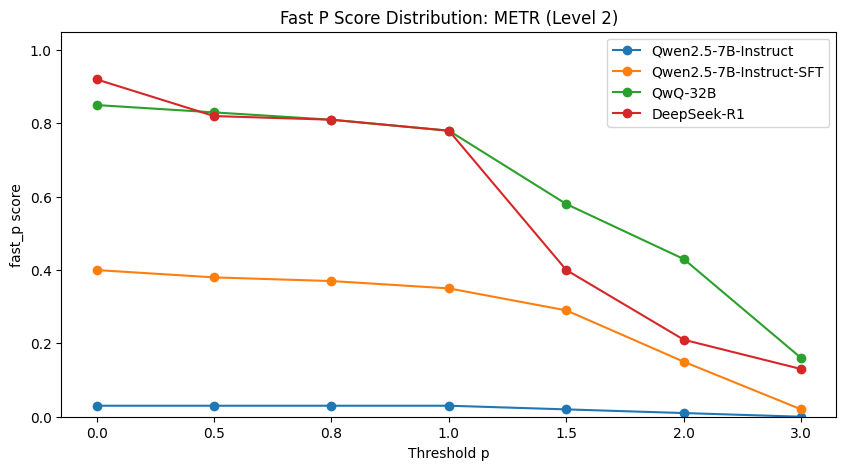 Fast P Score Distribution: METR (Level 2)
Qwen2.5-7B-Instruct
Qwen2.5-7B-Instruct-SFT
QwQ-32B
DeepSeek-R1
fast_p score
1.0
0.8
0.6
0.4
0.2
0.0
0.0 0.5 0.8 1.0 1.5 2.0 3.0
Threshold p